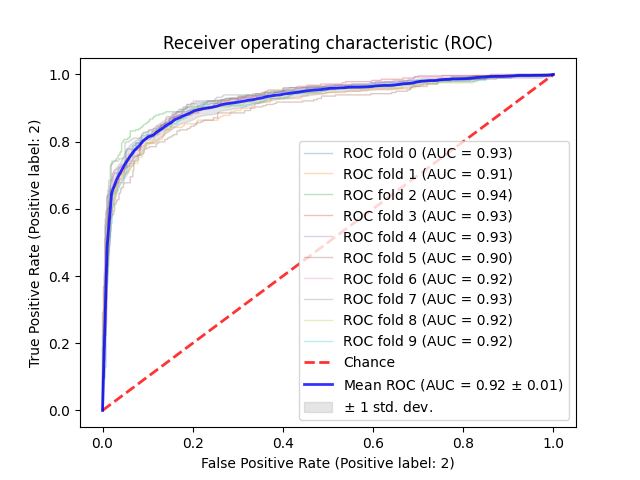 Receiver operating characteristic (ROC)
True Positive Rate (Positive label: 2)
1.0
0.8
0.6
0.4
0.2
0.0
ROC fold 0 (AUC = 0.93)
ROC fold 1 (AUC = 0.91)
ROC fold 2 (AUC = 0.94)
ROC fold 3 (AUC = 0.93)
ROC fold 4 (AUC = 0.93)
ROC fold 5 (AUC = 0.90)
ROC fold 6 (AUC = 0.92)
ROC fold 7 (AUC = 0.93)
ROC fold 8 (AUC = 0.92)
ROC fold 9 (AUC = 0.92)
Chance
Mean ROC (AUC = 0.92 ± 0.01)
± 1 std. dev.
0.0 0.2 0.4 0.6 0.8 1.0
False Positive Rate (Positive label: 2)